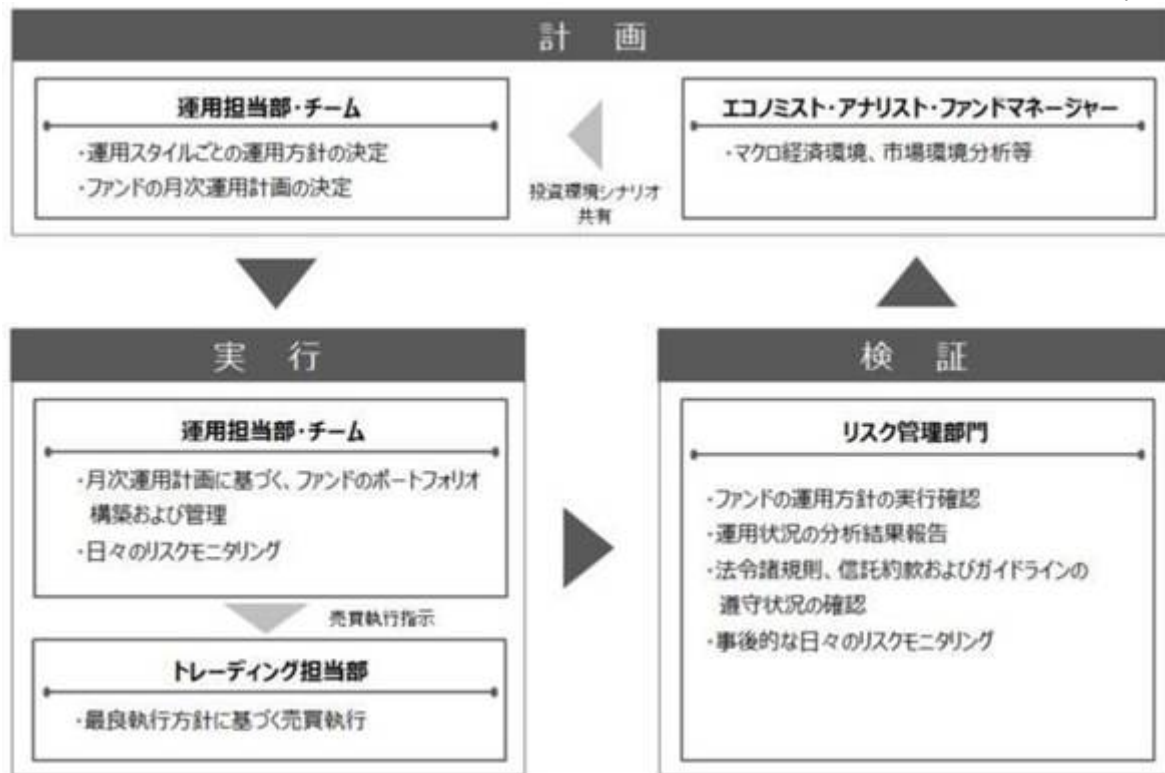 計 画
運用担当部・チーム
・運用スタイルごとの運用方針の決定
・ファンドの月次運用計画の決定
投資環境シナリオ
共有
エコノミスト・アナリスト・ファンドマネージャー
・マクロ経済環境、市場環境分析等
実 行
運用担当部・チーム
・月次運用計画に基づく、ファンドのポートフォリオ
構築および管理
・日々のリスクモニタリング
売買執行指示
トレーディング担当部
・最良執行方針に基づく売買執行
検 証
リスク管理部門
・ファンドの運用方針の実行確認
・運用状況の分析結果報告
・法令諸規則、信託約款およびガイドラインの
遵守状況の確認
・事後的な日々のリスクモニタリング